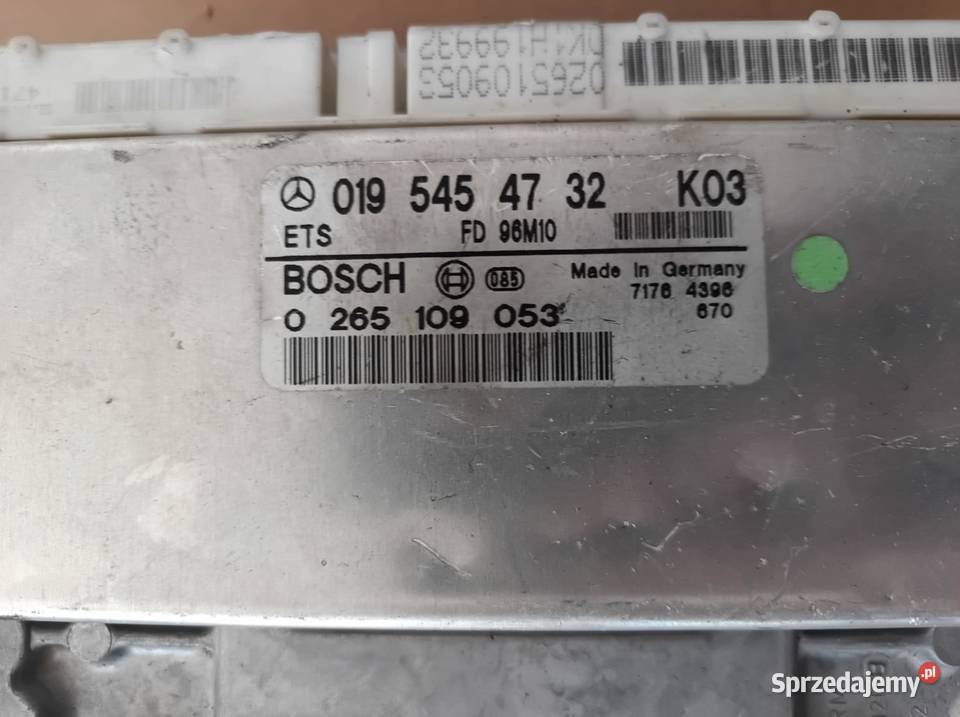 0265109053
019 545 47 32 K03
ETS FD 96M10
BOSCH 085 Made in Germany
7176 4396
0 265 109 053 670
Sprzedajemy.pl